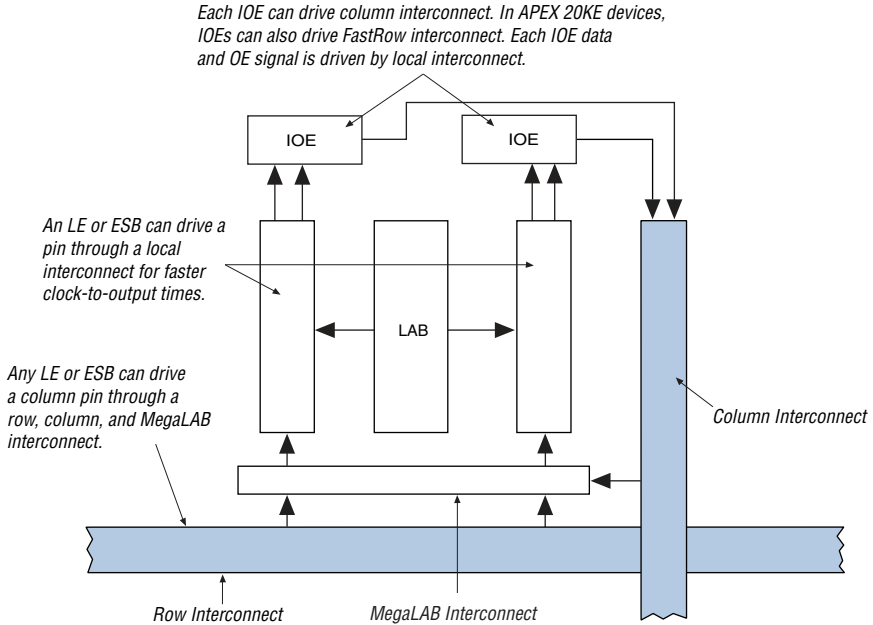 Each IOE can drive column interconnect. In APEX 20KE devices,
IOEs can also drive FastRow interconnect. Each IOE data
and OE signal is driven by local interconnect.
IOE
IOE
An LE or ESB can drive a
pin through a local
interconnect for faster
clock-to-output times.
LAB
Any LE or ESB can drive
a column pin through a
row, column, and MegaLAB
interconnect.
Column Interconnect
Row Interconnect
MegaLAB Interconnect